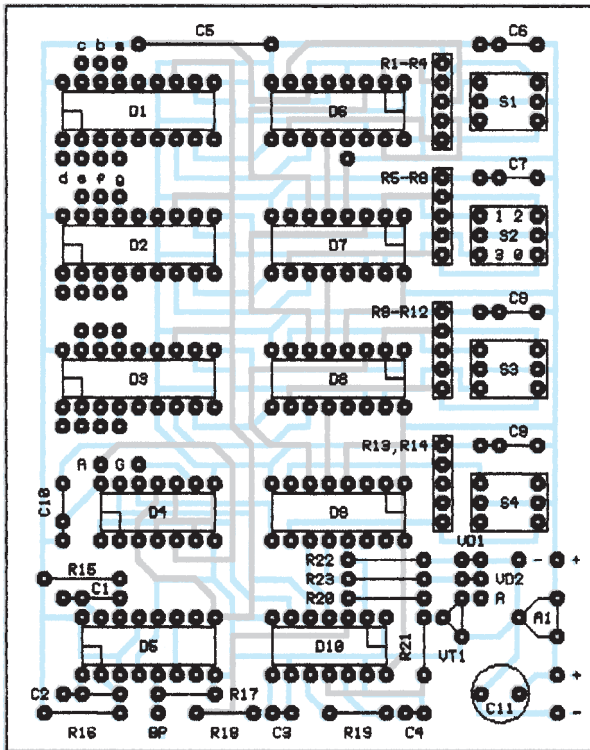 C5 C6
c b a
R1-R4
D1 D6 S1
d e f g
R5-R8 C7
1 2
D2 D7 S2
3 0
R9-R12 C8
D3 D8 S3
R13,R14 C9
A G
C10 D4 D9 S4
R22 VD1 - +
R15 R23 VD2
C1 R20 A A1
D5 D10 R21 VT1
C2 R17 C11 +
R16 BP R18 C3 R19 C4 -